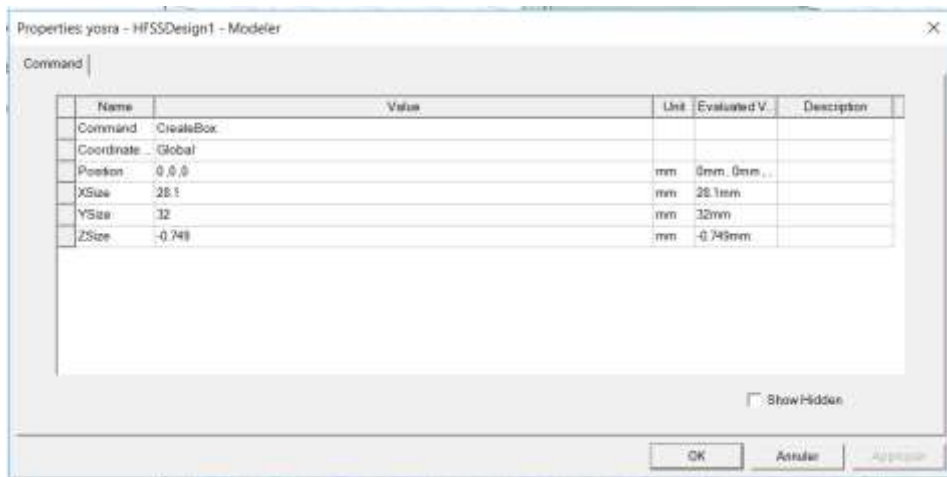 Properties: yosra - HFSSDesign1 - Modeler
Command
Name Value Unit Evaluated V... Description
Command CreateBox
Coordinate ... Global
Position 0,0,0 mm 0mm , 0mm , ...
XSize 28.1 mm 28.1mm
YSize 32 mm 32mm
ZSize -0.749 mm -0.749mm
Show Hidden
OK Annuler Appliquer